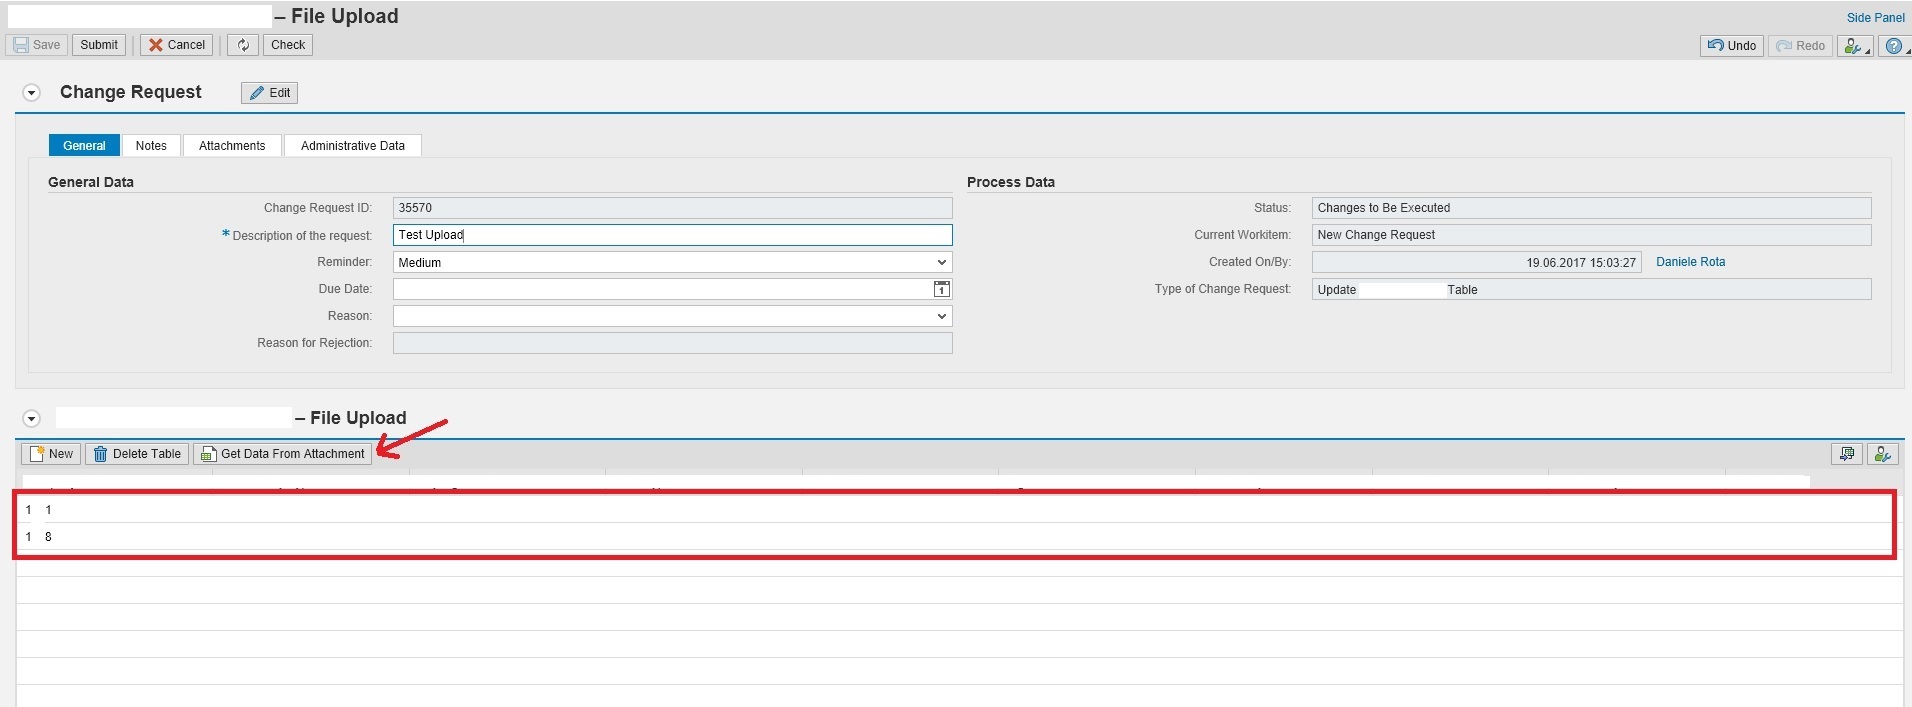 – File Upload
Side Panel
Save Submit Cancel Check Undo Redo
Change Request Edit
General Notes Attachments Administrative Data
General Data
Change Request ID: 35570
* Description of the request: Test Upload
Reminder: Medium
Due Date: 1
Reason:
Reason for Rejection:
Process Data
Status: Changes to Be Executed
Current Workitem: New Change Request
Created On/By: 19.06.2017 15:03:27 Daniele Rota
Type of Change Request: Update Table
– File Upload
New Delete Table Get Data From Attachment
1 1
1 8